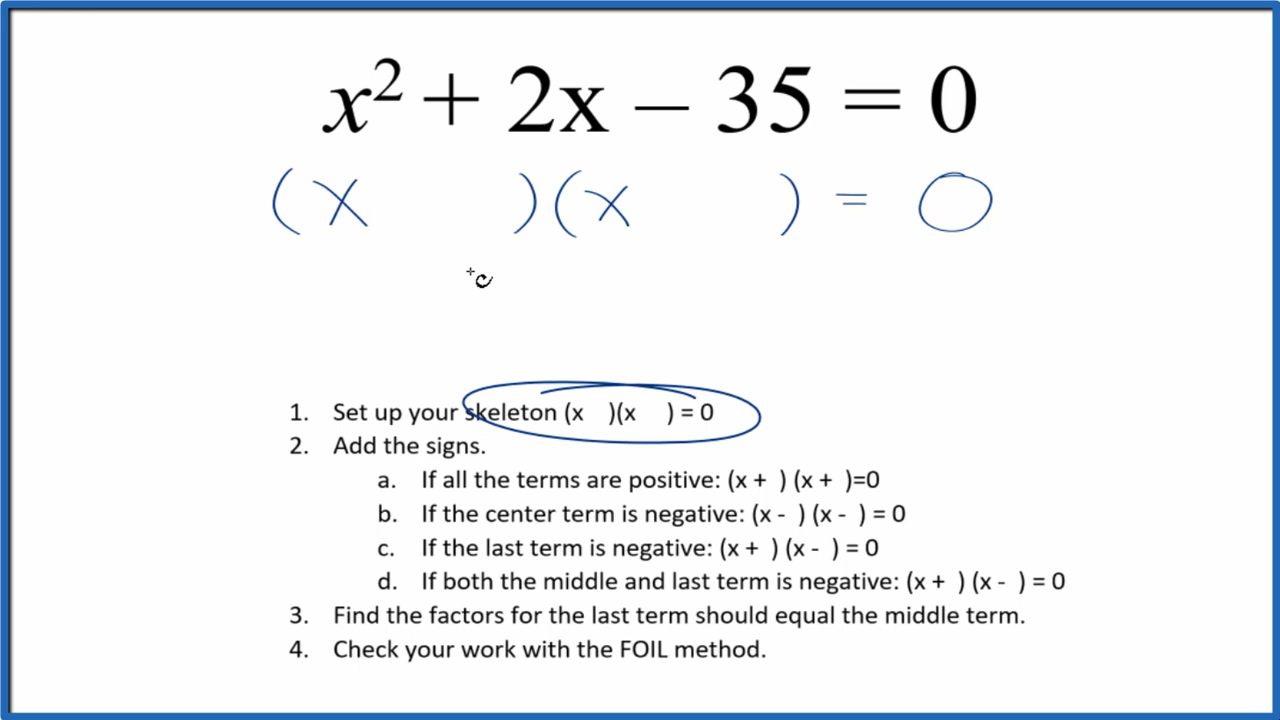 x² + 2x – 35 = 0
(x )(x ) = 0
1. Set up your skeleton (x )(x ) = 0
2. Add the signs.
a. If all the terms are positive: (x + ) (x + )=0
b. If the center term is negative: (x - ) (x - ) = 0
c. If the last term is negative: (x + ) (x - ) = 0
d. If both the middle and last term is negative: (x + ) (x - ) = 0
3. Find the factors for the last term should equal the middle term.
4. Check your work with the FOIL method.